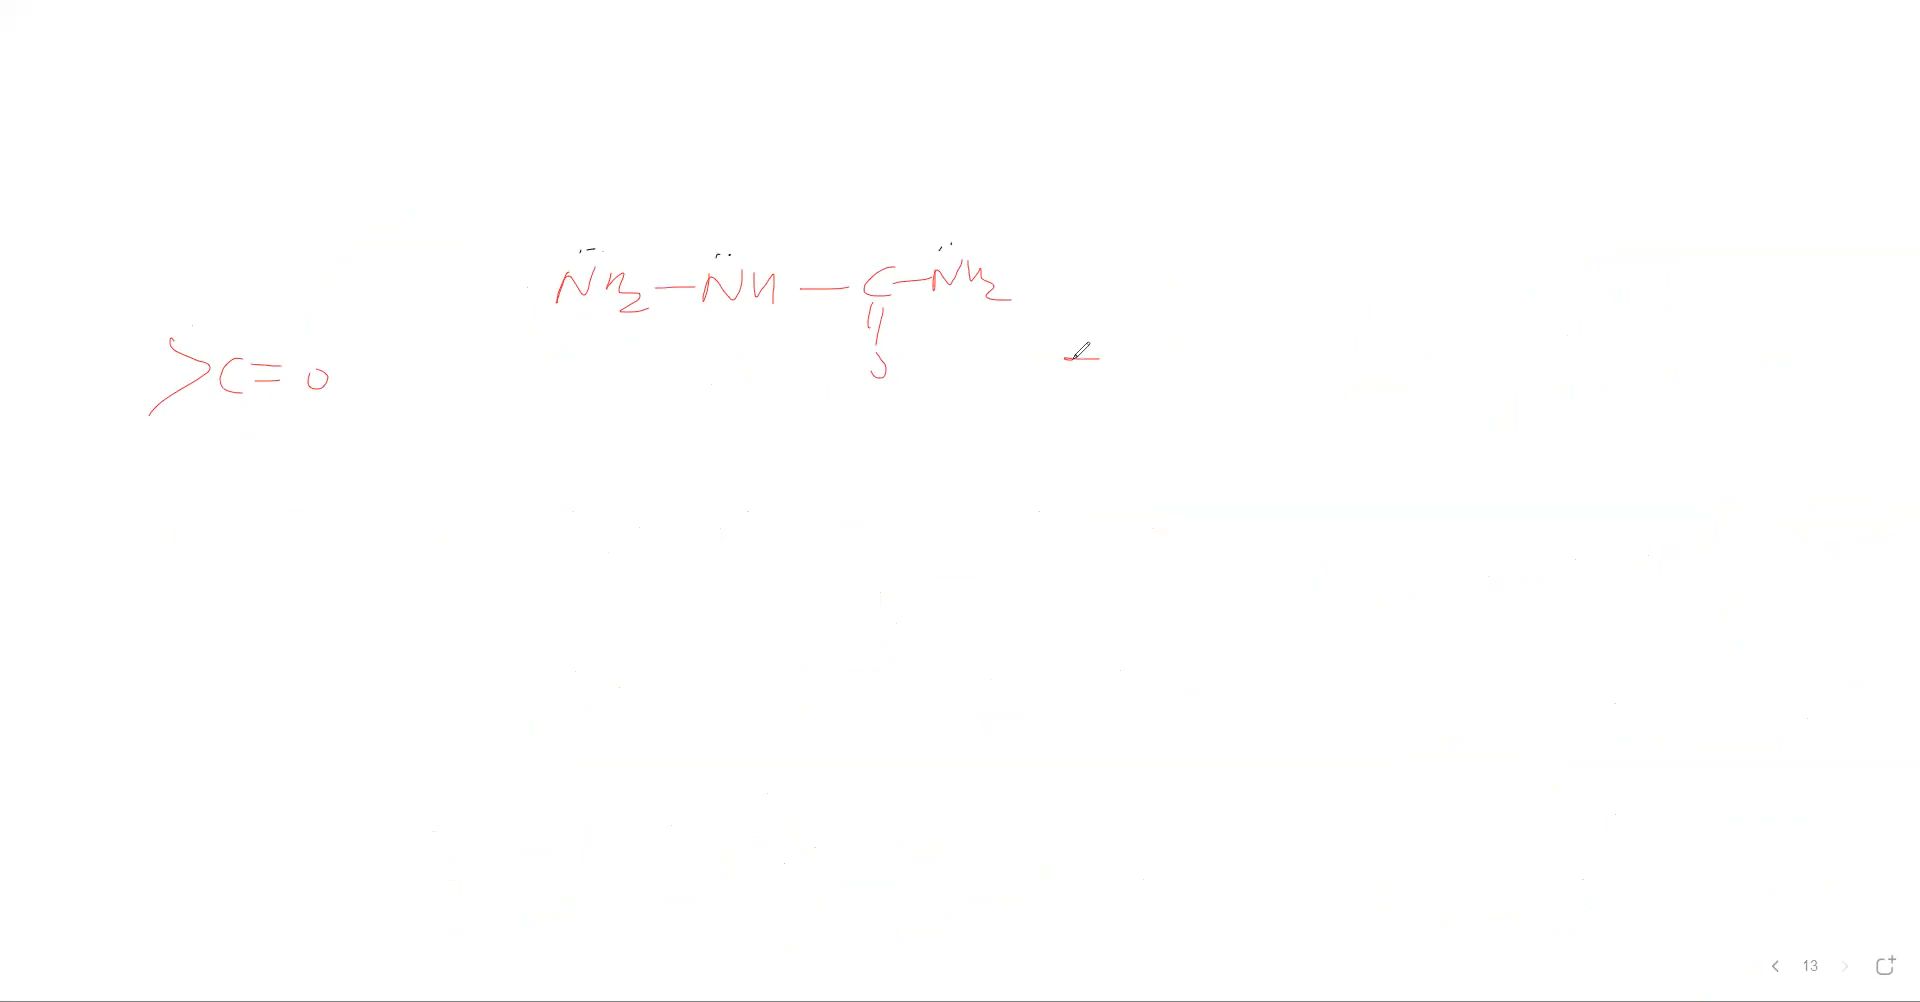 NH2 — NH — C — NH2
||
S
> C = O
13